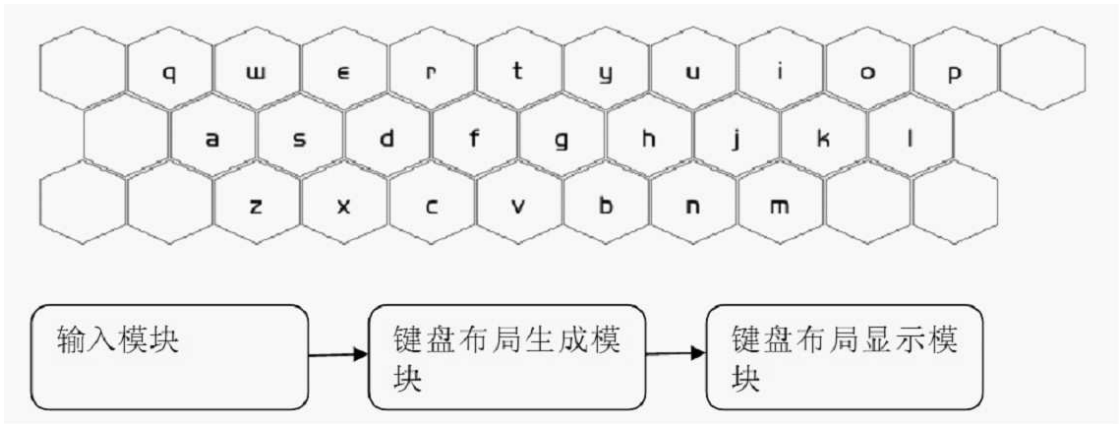 q w e r t y u i o p
a s d f g h j k l
z x c v b n m
输入模块
键盘布局生成模
块
键盘布局显示模
块